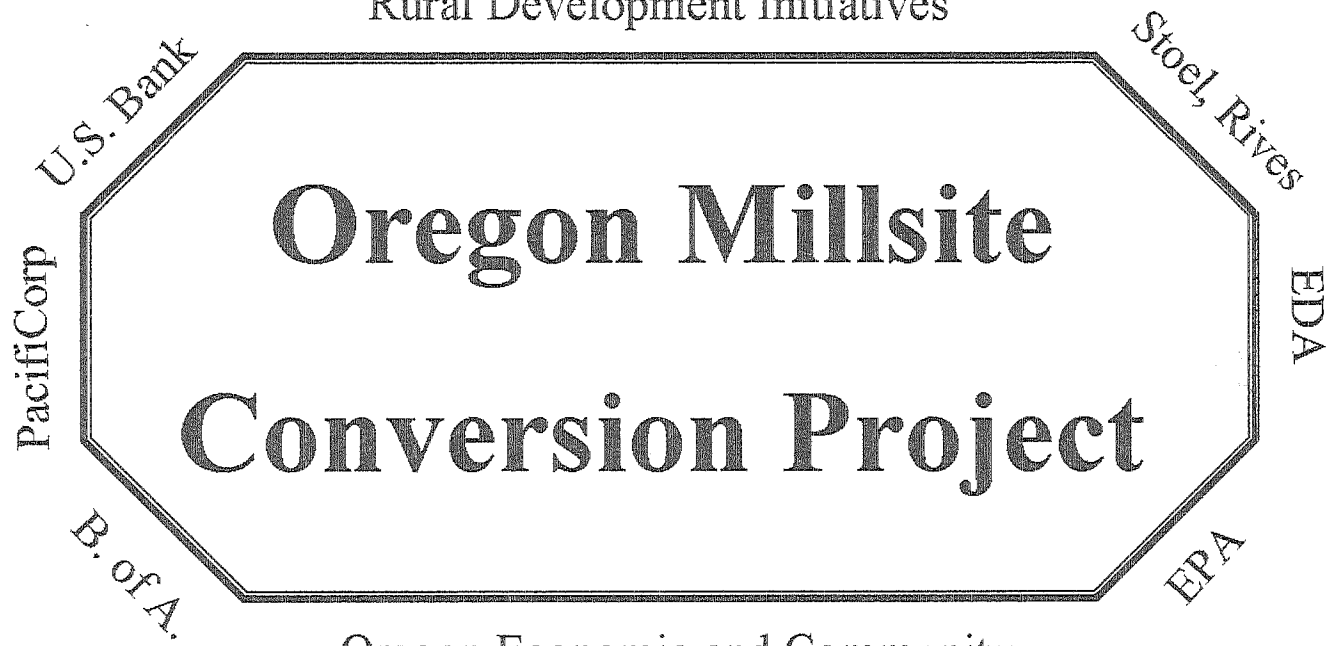 Rural Development Initiatives
U.S. Bank
Stoel, Rives
Oregon Millsite
PacifiCorp
EDA
Conversion Project
B. of A.
EPA
Oregon Economic and Community